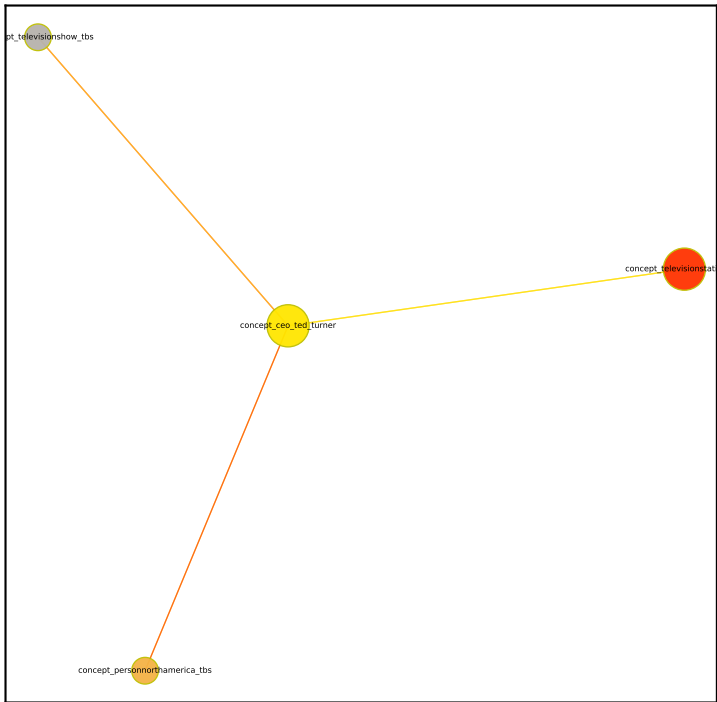 pt_televisionshow_tbs
concept_televisionstati
concept_ceo_ted_turner
concept_personnorthamerica_tbs